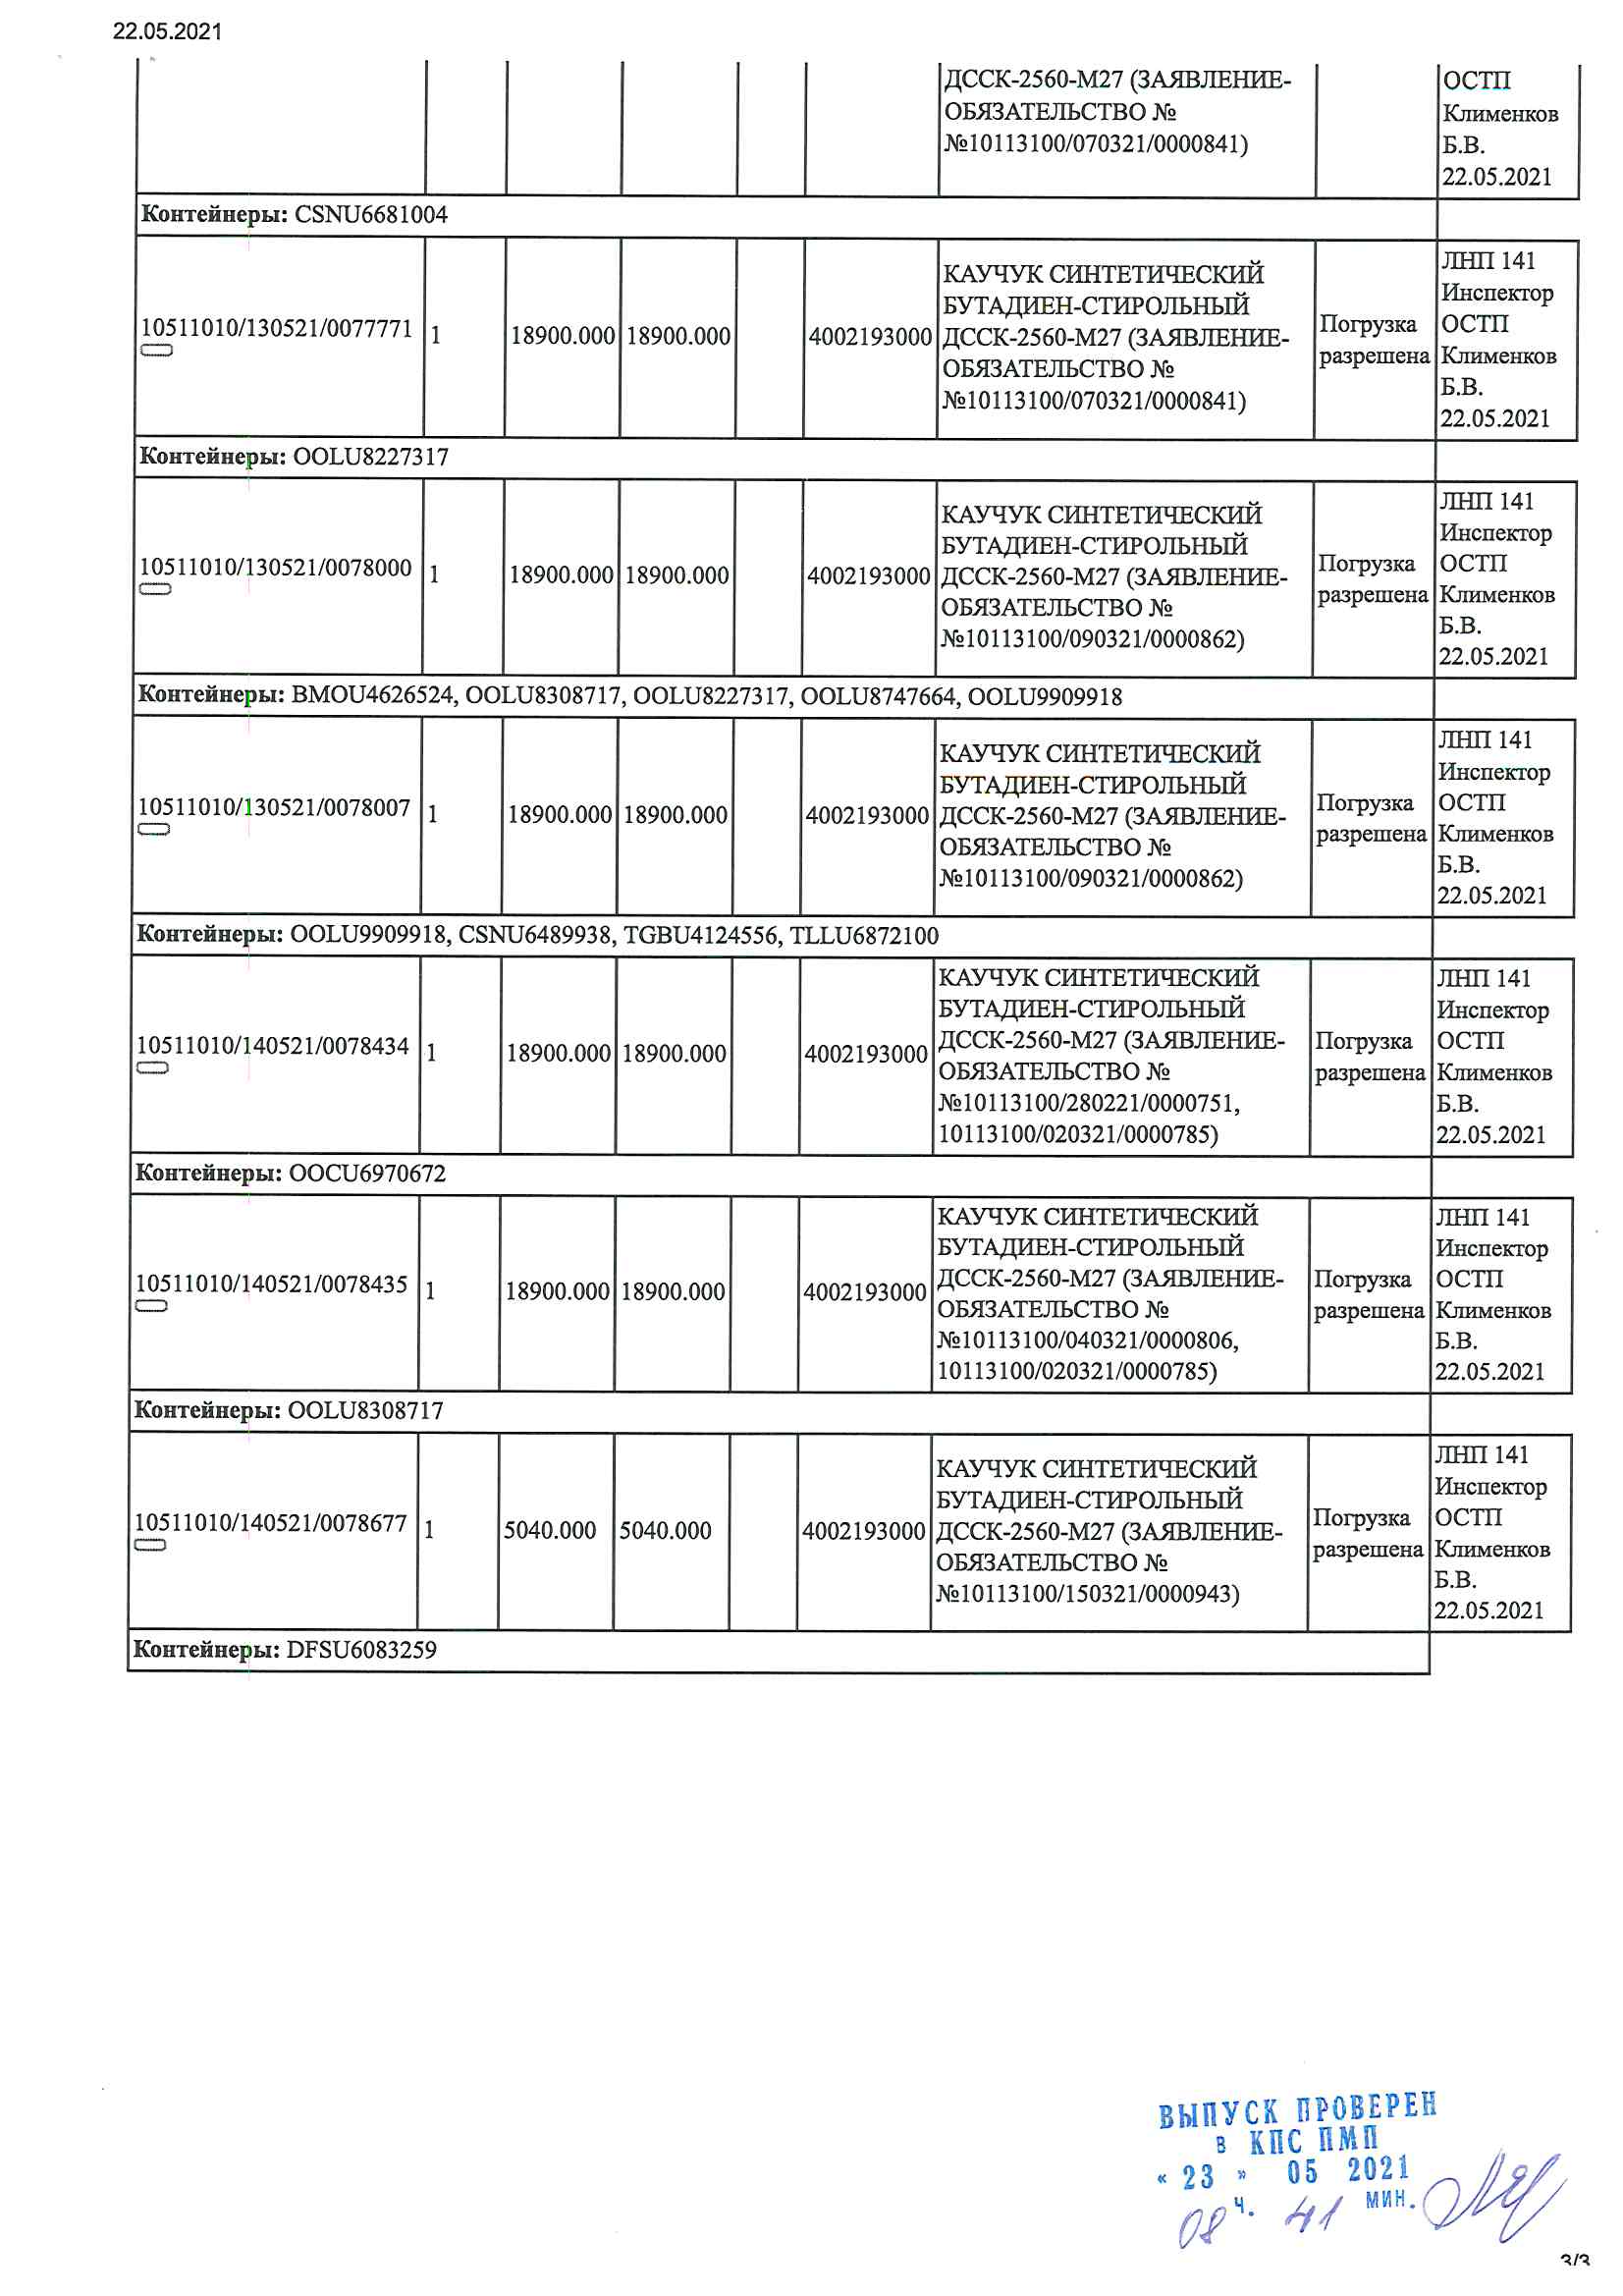 22.05.2021
ДССК-2560-М27 (ЗАЯВЛЕНИЕ-
ОБЯЗАТЕЛЬСТВО №
№10113100/070321/0000841)
ОСТП
Клименков
Б.В.
22.05.2021
Контейнеры: CSNU6681004
10511010/130521/0077771
1
18900.000
18900.000
4002193000
КАУЧУК СИНТЕТИЧЕСКИЙ
БУТАДИЕН-СТИРОЛЬНЫЙ
ДССК-2560-М27 (ЗАЯВЛЕНИЕ-
ОБЯЗАТЕЛЬСТВО №
№10113100/070321/0000841)
Погрузка
разрешена
ЛНП 141
Инспектор
ОСТП
Клименков
Б.В.
22.05.2021
Контейнеры: OOLU8227317
10511010/130521/0078000
1
18900.000
18900.000
4002193000
КАУЧУК СИНТЕТИЧЕСКИЙ
БУТАДИЕН-СТИРОЛЬНЫЙ
ДССК-2560-М27 (ЗАЯВЛЕНИЕ-
ОБЯЗАТЕЛЬСТВО №
№10113100/090321/0000862)
Погрузка
разрешена
ЛНП 141
Инспектор
ОСТП
Клименков
Б.В.
22.05.2021
Контейнеры: BMOU4626524, OOLU8308717, OOLU8227317, OOLU8747664, OOLU9909918
10511010/130521/0078007
1
18900.000
18900.000
4002193000
КАУЧУК СИНТЕТИЧЕСКИЙ
БУТАДИЕН-СТИРОЛЬНЫЙ
ДССК-2560-М27 (ЗАЯВЛЕНИЕ-
ОБЯЗАТЕЛЬСТВО №
№10113100/090321/0000862)
Погрузка
разрешена
ЛНП 141
Инспектор
ОСТП
Клименков
Б.В.
22.05.2021
Контейнеры: OOLU9909918, CSNU6489938, TGBU4124556, TLLU6872100
10511010/140521/0078434
1
18900.000
18900.000
4002193000
КАУЧУК СИНТЕТИЧЕСКИЙ
БУТАДИЕН-СТИРОЛЬНЫЙ
ДССК-2560-М27 (ЗАЯВЛЕНИЕ-
ОБЯЗАТЕЛЬСТВО №
№10113100/280221/0000751,
10113100/020321/0000785)
Погрузка
разрешена
ЛНП 141
Инспектор
ОСТП
Клименков
Б.В.
22.05.2021
Контейнеры: OOCU6970672
10511010/140521/0078435
1
18900.000
18900.000
4002193000
КАУЧУК СИНТЕТИЧЕСКИЙ
БУТАДИЕН-СТИРОЛЬНЫЙ
ДССК-2560-М27 (ЗАЯВЛЕНИЕ-
ОБЯЗАТЕЛЬСТВО №
№10113100/040321/0000806,
10113100/020321/0000785)
Погрузка
разрешена
ЛНП 141
Инспектор
ОСТП
Клименков
Б.В.
22.05.2021
Контейнеры: OOLU8308717
10511010/140521/0078677
1
5040.000
5040.000
4002193000
КАУЧУК СИНТЕТИЧЕСКИЙ
БУТАДИЕН-СТИРОЛЬНЫЙ
ДССК-2560-М27 (ЗАЯВЛЕНИЕ-
ОБЯЗАТЕЛЬСТВО №
№10113100/150321/0000943)
Погрузка
разрешена
ЛНП 141
Инспектор
ОСТП
Клименков
Б.В.
22.05.2021
Контейнеры: DFSU6083259
ВЫПУСК ПРОВЕРЕН
в КПС ПМП
« 23 » 05 2021
08 ч. 41 мин.
3/3